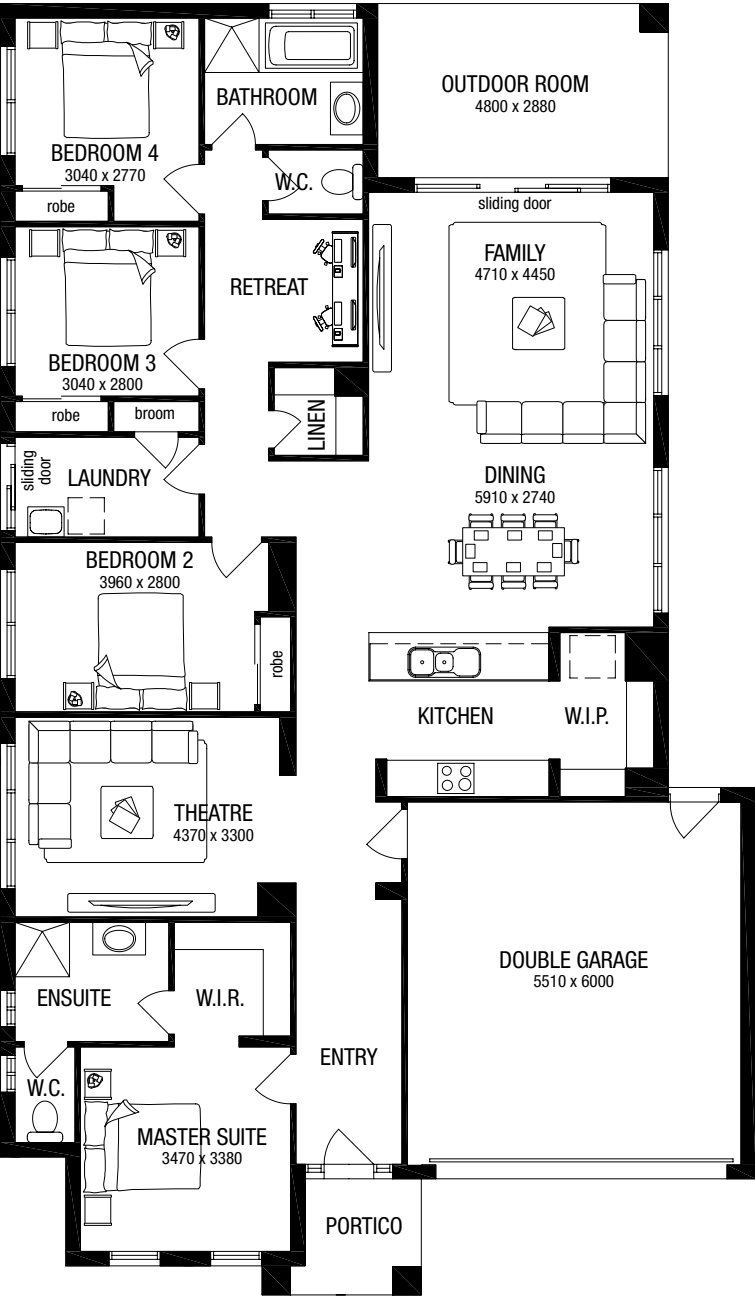 BATHROOM
OUTDOOR ROOM
4800 x 2880
BEDROOM 4
3040 x 2770
W.C.
robe
sliding door
FAMILY
4710 x 4450
RETREAT
BEDROOM 3
3040 x 2800
robe
broom
LINEN
sliding
door
LAUNDRY
DINING
5910 x 2740
BEDROOM 2
3960 x 2800
robe
KITCHEN
W.I.P.
THEATRE
4370 x 3300
DOUBLE GARAGE
5510 x 6000
ENSUITE
W.I.R.
ENTRY
W.C.
MASTER SUITE
3470 x 3380
PORTICO